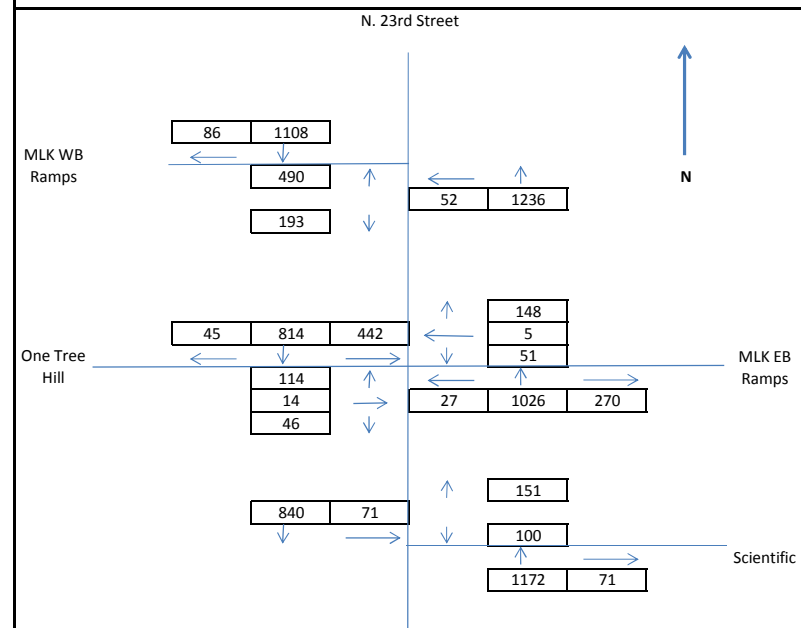 N. 23rd Street
86 1108
MLK WB
Ramps
490
N
52 1236
193
148
45 814 442
5
One Tree
Hill
51
MLK EB
Ramps
114
14
27 1026 270
46
151
840 71
100
Scientific
1172 71